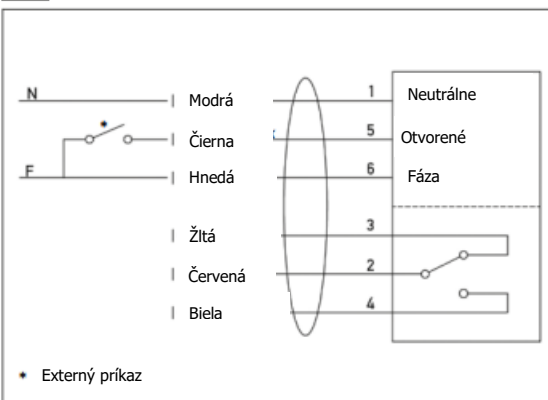 N Modrá 1 Neutrálne
* Čierna 5 Otvorené
F Hnedá 6 Fáza
Žltá 3
Červená 2
Biela 4
* Externý príkaz